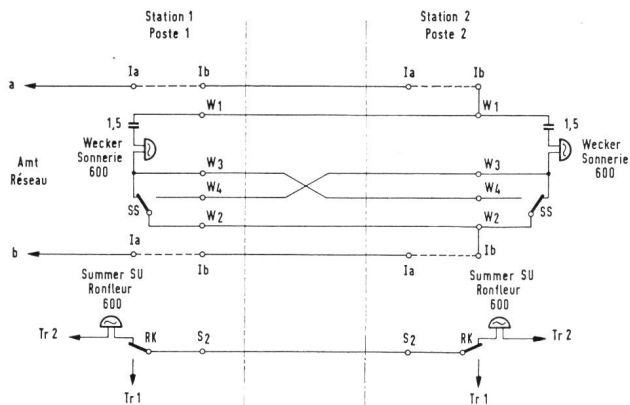 Station 1
Poste 1
Station 2
Poste 2
a
Ia
Ib
Ia
Ib
W1
W1
1,5
1,5
Wecker
Sonnerie
600
Wecker
Sonnerie
600
Amt
Réseau
W3
W3
W4
W4
SS
SS
W2
W2
b
Ia
Ib
Ia
Ib
Summer SU
Ronfleur
600
Summer SU
Ronfleur
600
Tr 2
RK
S2
S2
RK
Tr 2
Tr 1
Tr 1